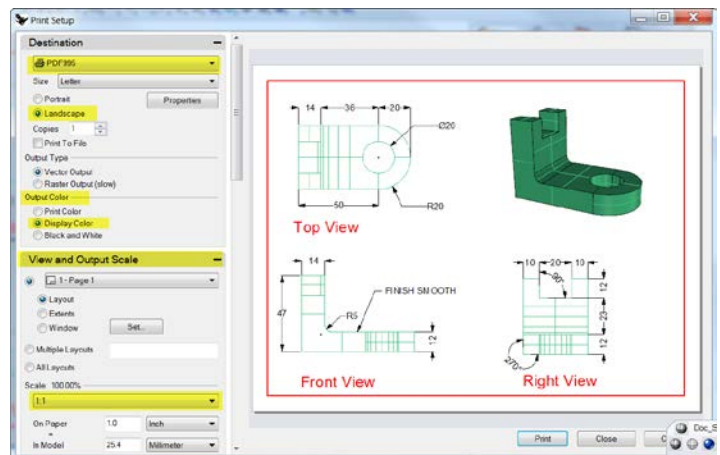 Print Setup
Destination
PDF995
Size Letter
Portrait Properties
Landscape
Copies 1
Print To File
Output Type
Vector Output
Raster Output (slow)
Output Color
Print Color
Display Color
Black and White
View and Output Scale
1 - Page 1
Layout
Extents
Window Set...
Multiple Layouts
All Layouts
Scale: 100.00%
1:1
On Paper 1.0 Inch
In Model 25.4 Millimeter
14 36 20
Ø20
50
R20
Top View
14
47
FINISH SMOOTH
R5
12
Front View
10 20 10
90°
12
23
12
270°
Right View
Print Close C
Doc_S